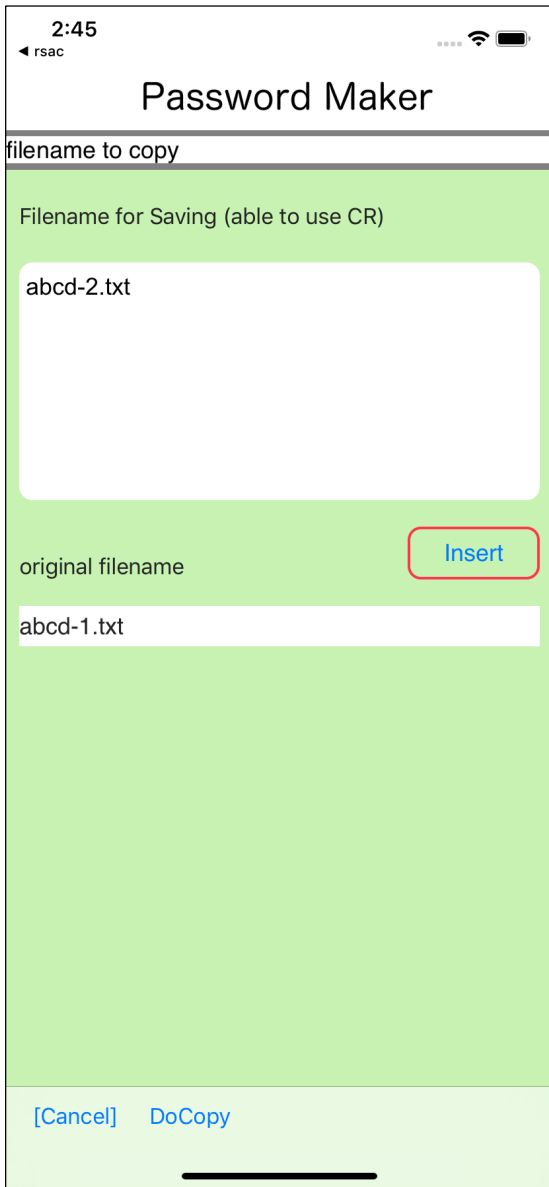 2:45
◀ rsac
Password Maker
filename to copy
Filename for Saving (able to use CR)
abcd-2.txt
Insert
original filename
abcd-1.txt
[Cancel] DoCopy